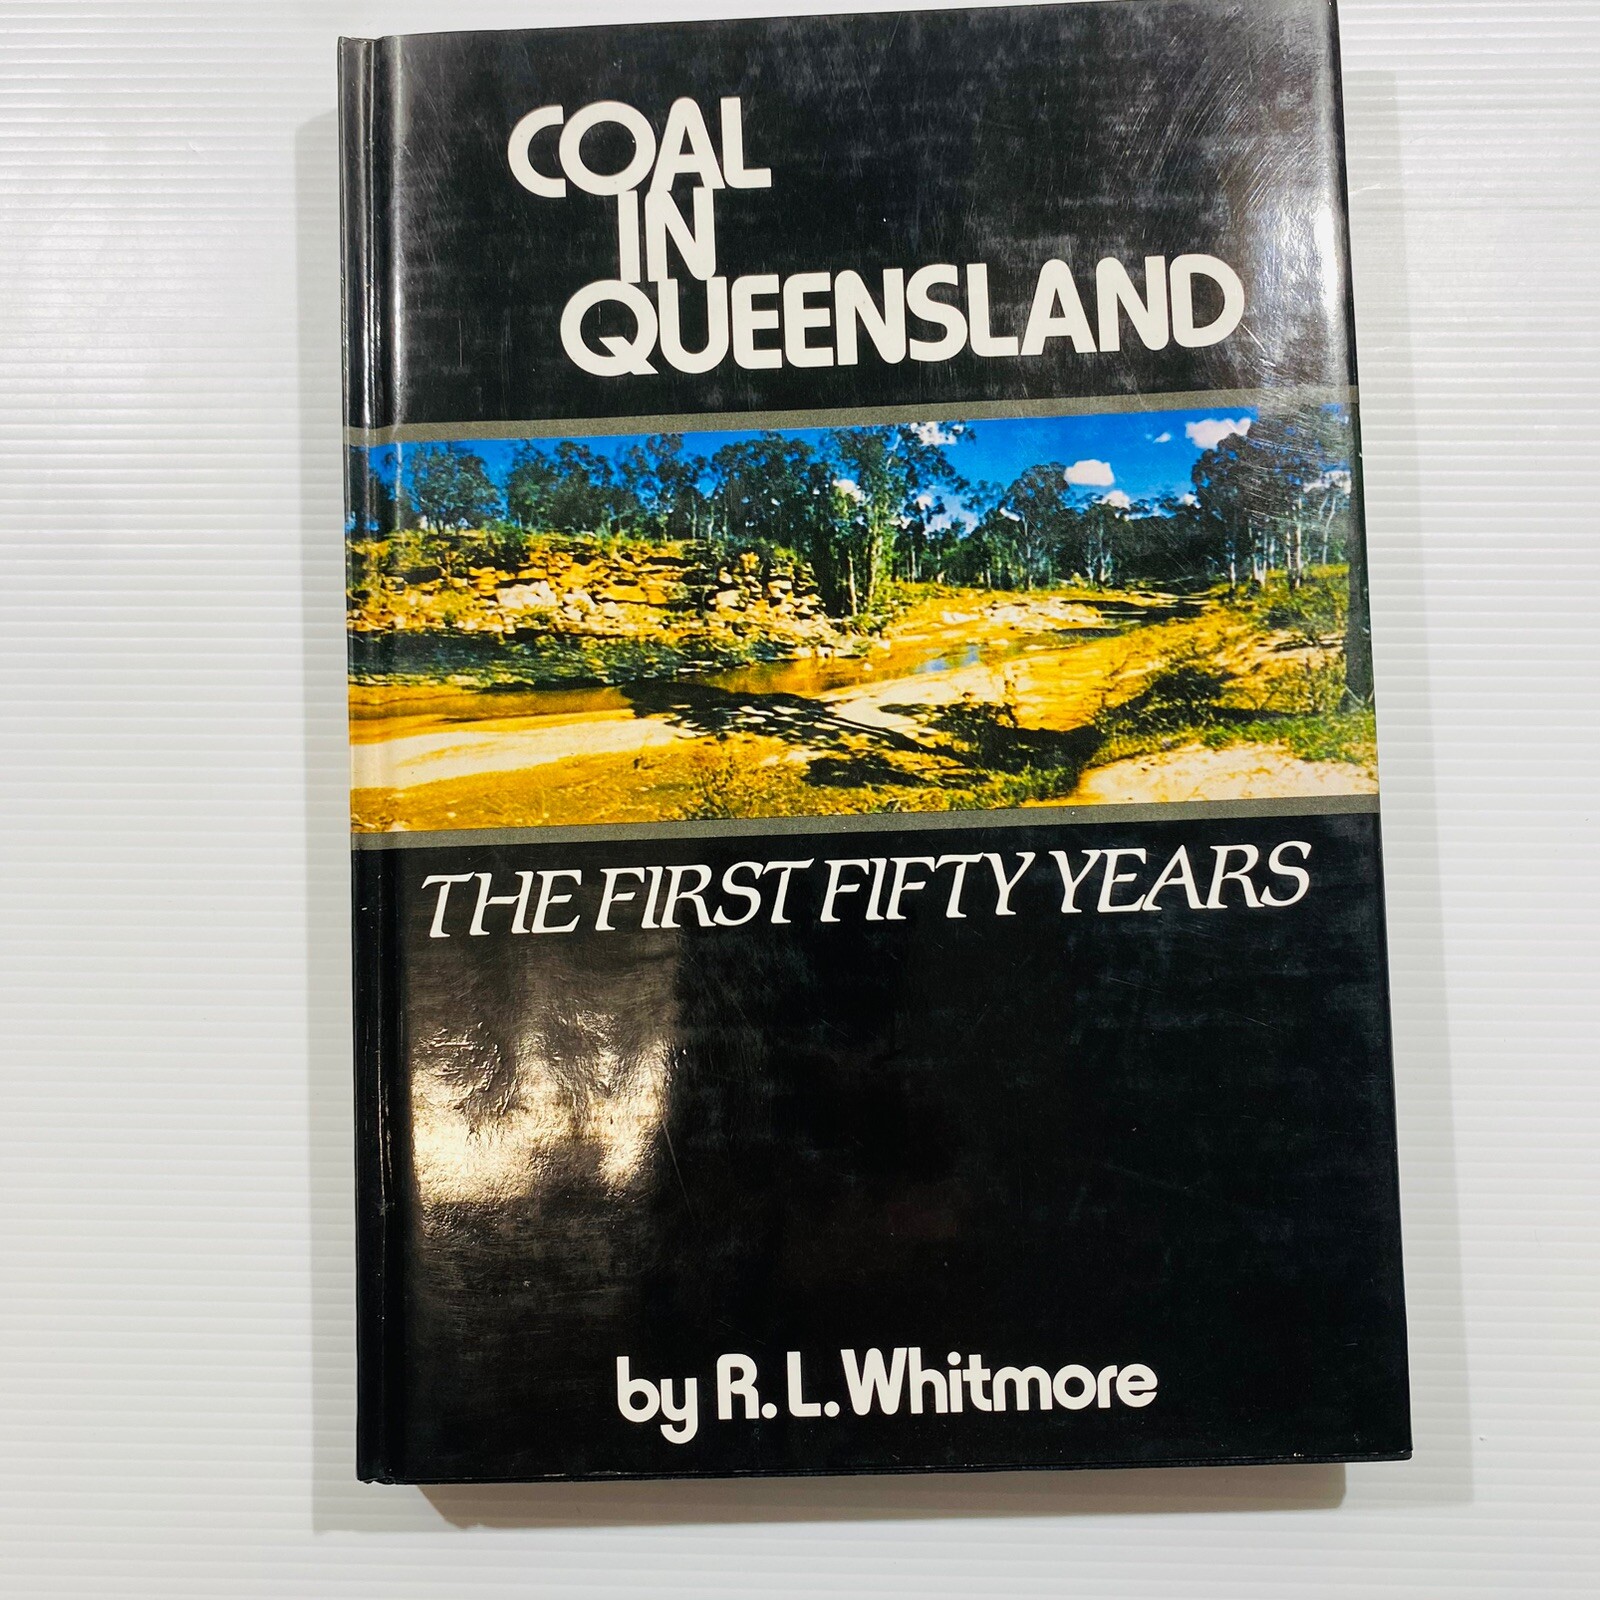 COAL
IN
QUEENSLAND
THE FIRST FIFTY YEARS
by R. L. Whitmore